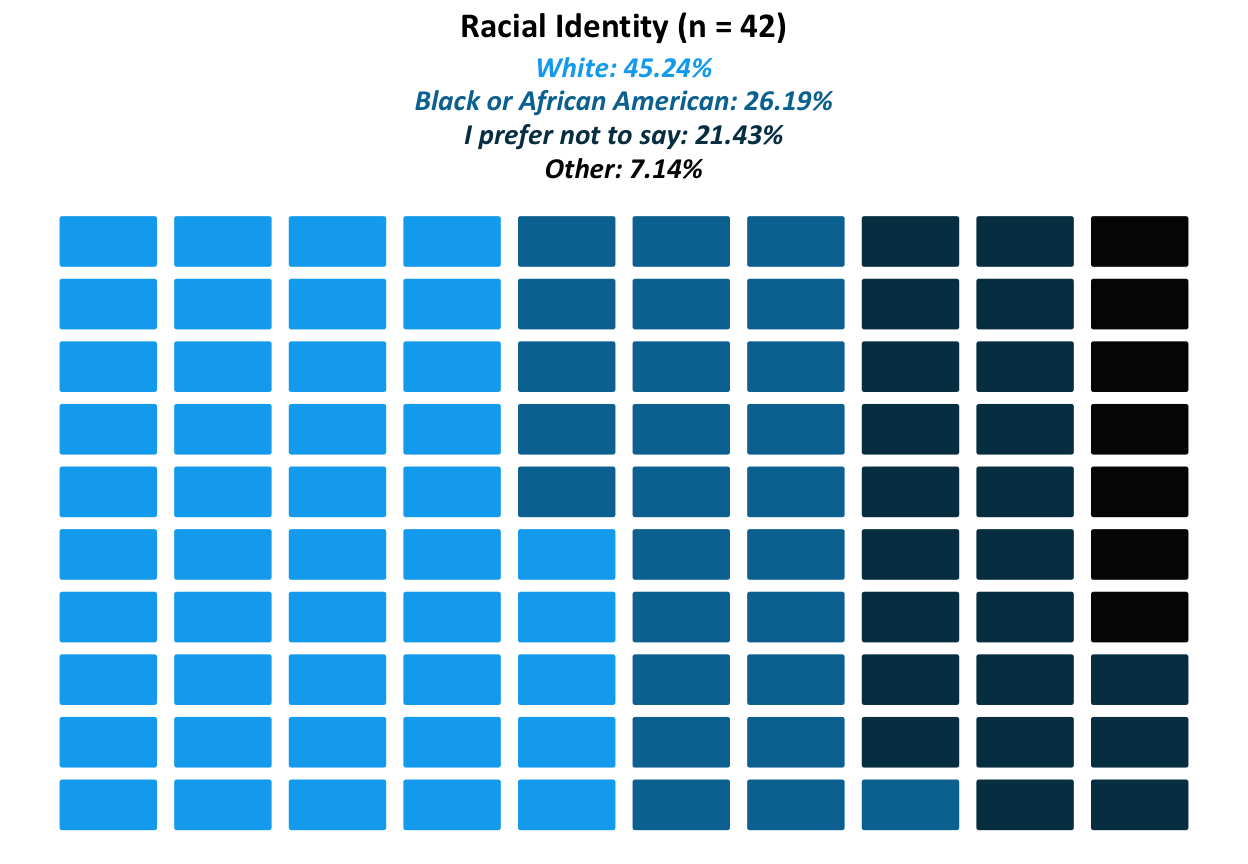 Racial Identity (n = 42)
White: 45.24%
Black or African American: 26.19%
I prefer not to say: 21.43%
Other: 7.14%